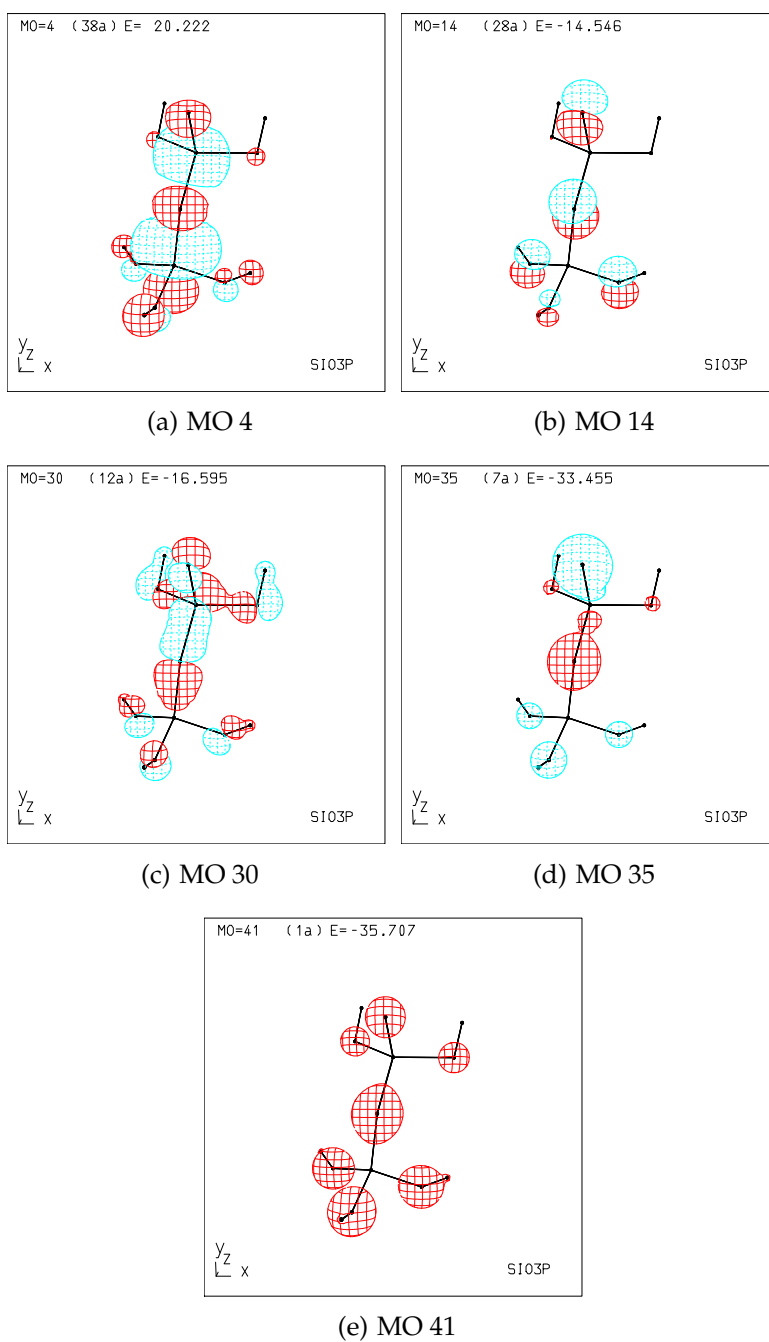 MO=4 (38a) E= 20.222
y
z
x
SI03P
(a) MO 4
MO=14 (28a) E=-14.546
y
z
x
SI03P
(b) MO 14
MO=30 (12a) E=-16.595
y
z
x
SI03P
(c) MO 30
MO=35 (7a) E=-33.455
y
z
x
SI03P
(d) MO 35
MO=41 (1a) E=-35.707
y
z
x
SI03P
(e) MO 41